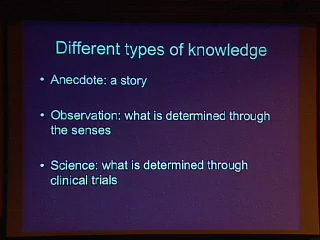 Different types of knowledge
• Anecdote: a story
• Observation: what is determined through
the senses
• Science: what is determined through
clinical trials